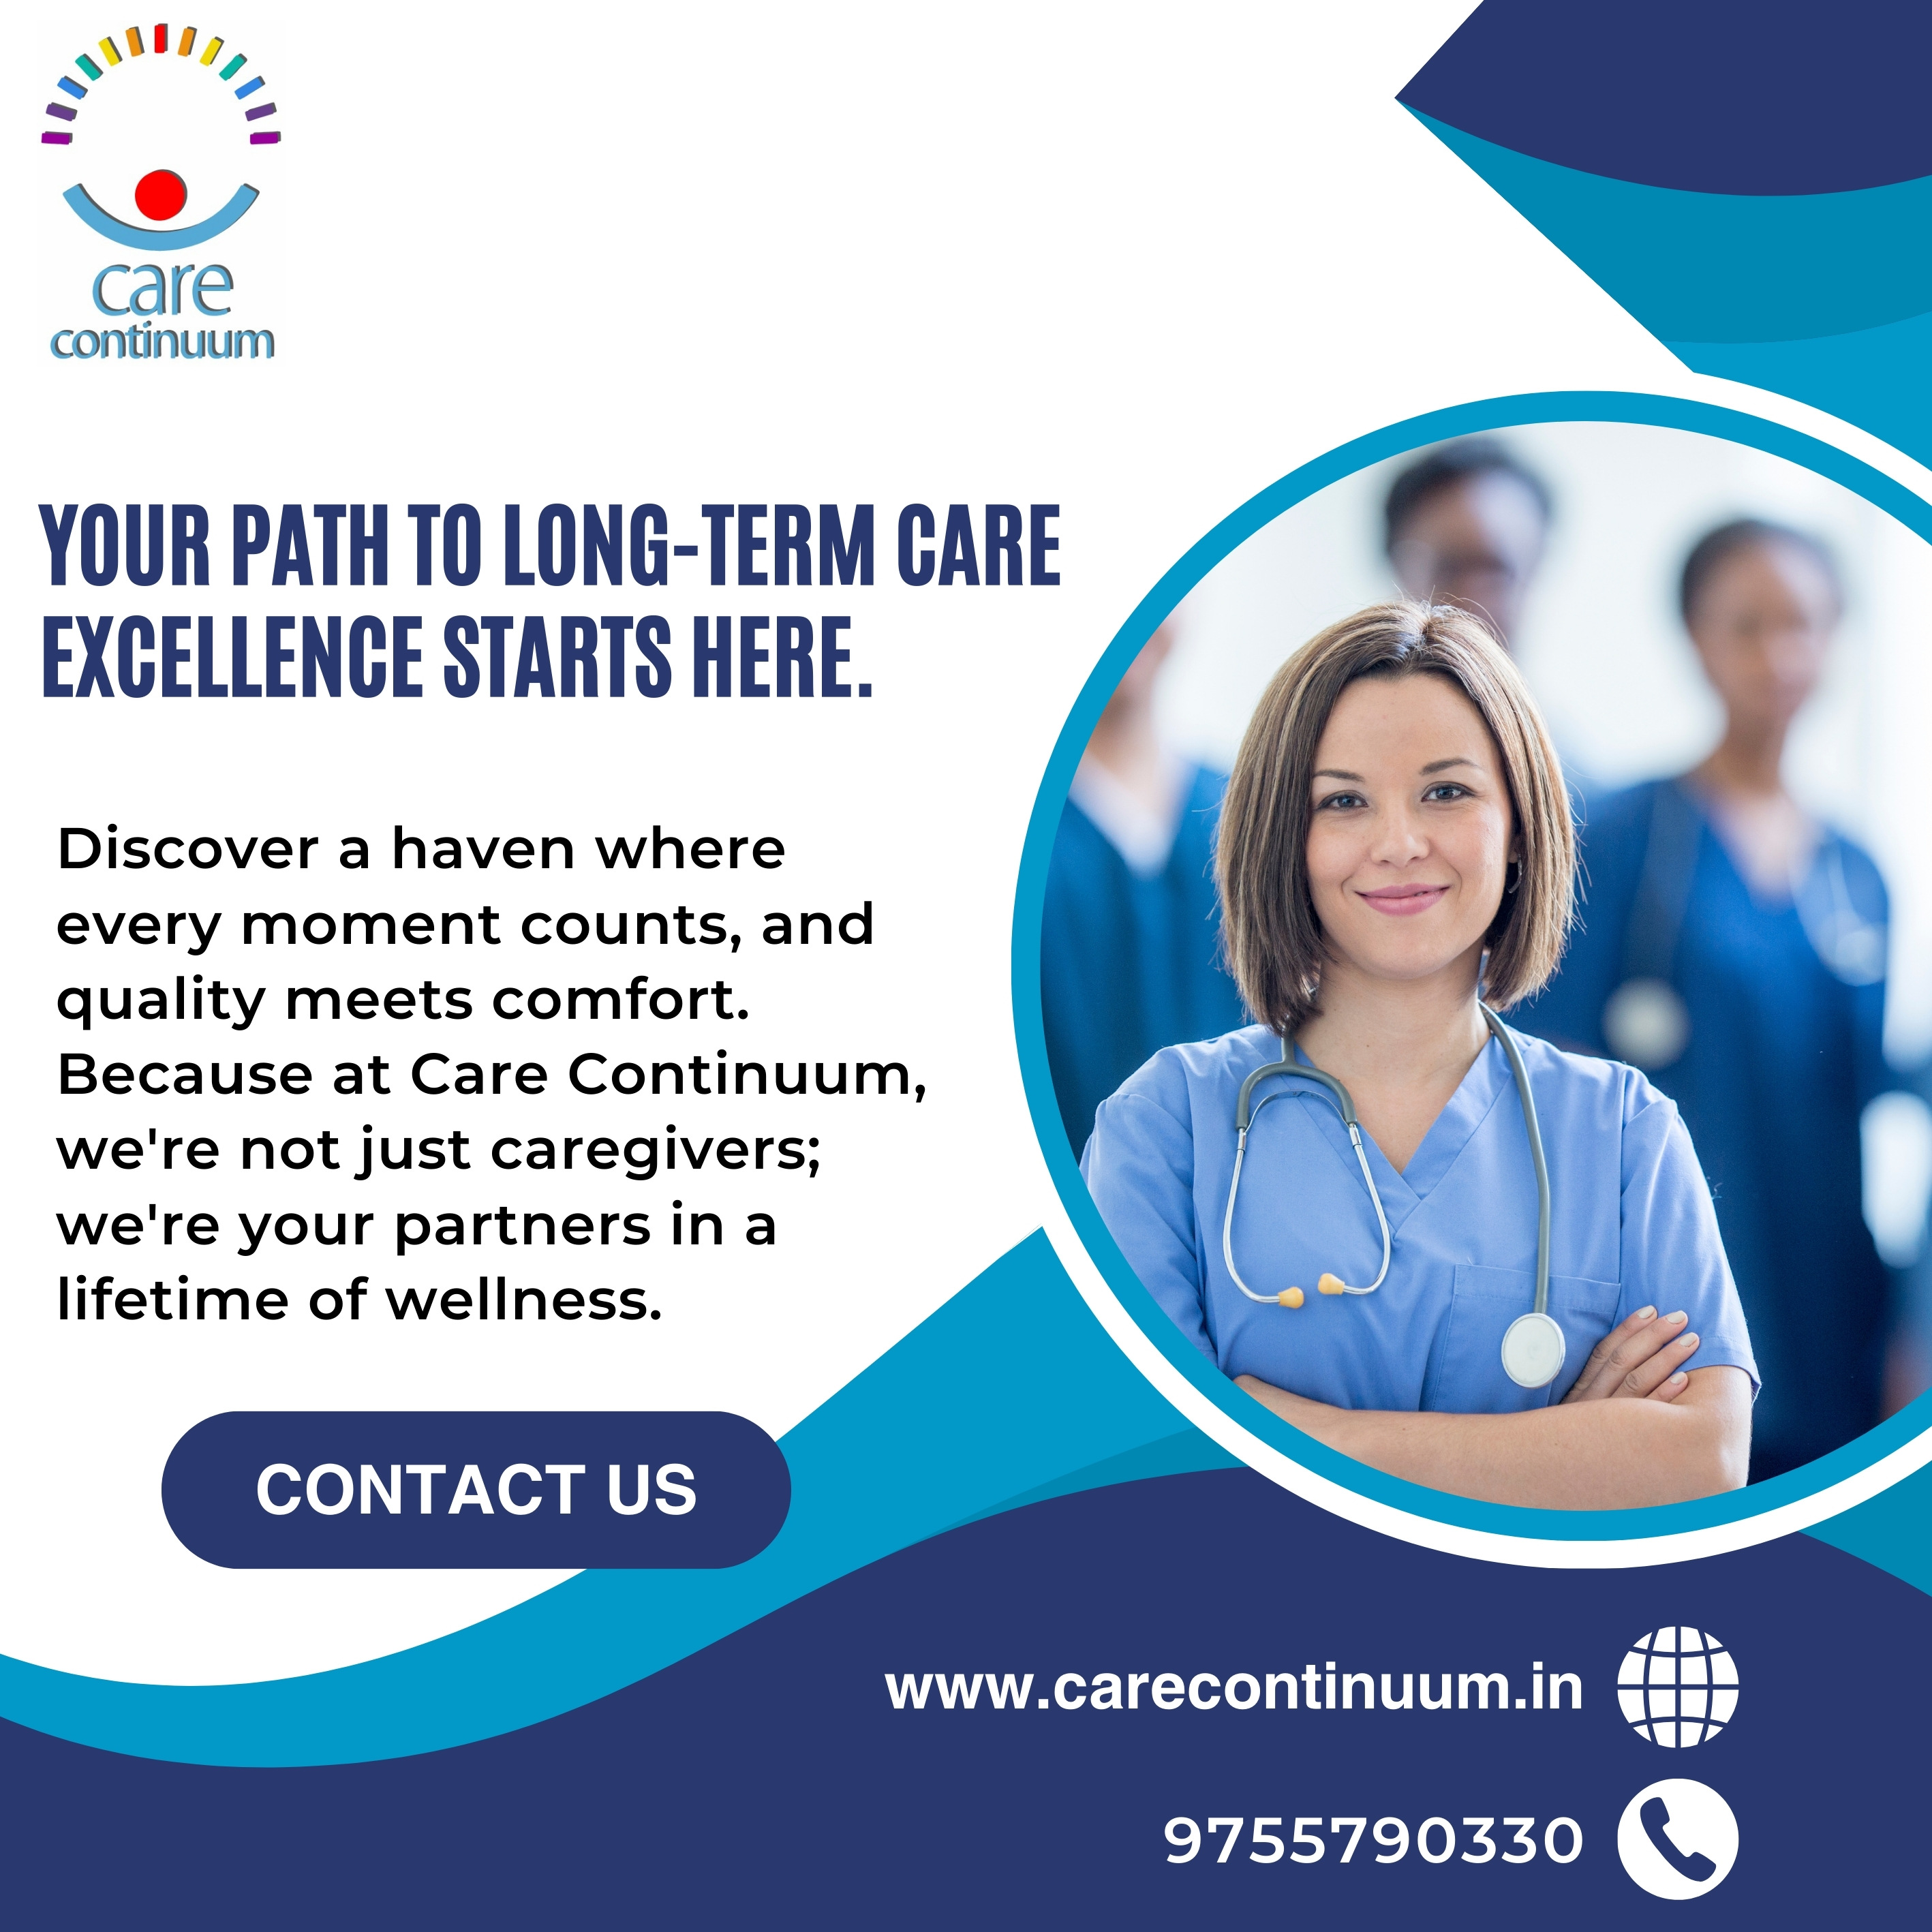 care
continuum
YOUR PATH TO LONG-TERM CARE
EXCELLENCE STARTS HERE.
Discover a haven where
every moment counts, and
quality meets comfort.
Because at Care Continuum,
we're not just caregivers;
we're your partners in a
lifetime of wellness.
CONTACT US
www.carecontinuum.in
9755790330